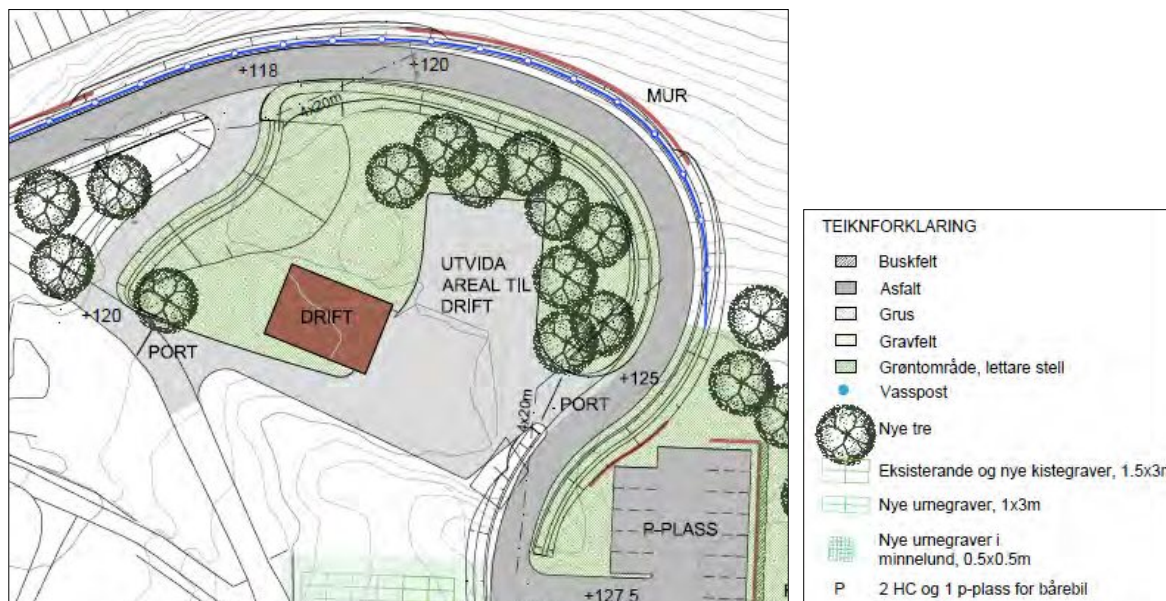 +118
+120
4x20m
MUR
UTVIDA
AREAL TIL
DRIFT
DRIFT
+120
PORT
+125
PORT
4x20m
P-PLASS
+127.5
TEIKNFORKLARING
Buskfelt
Asfalt
Grus
Gravfelt
Grøntområde, lettare stell
Vasspost
Nye tre
Eksisterande og nye kistegraver, 1.5x3m
Nye urnegraver, 1x3m
Nye urnegraver i
minnelund, 0.5x0.5m
P 2 HC og 1 p-plass for bårebil